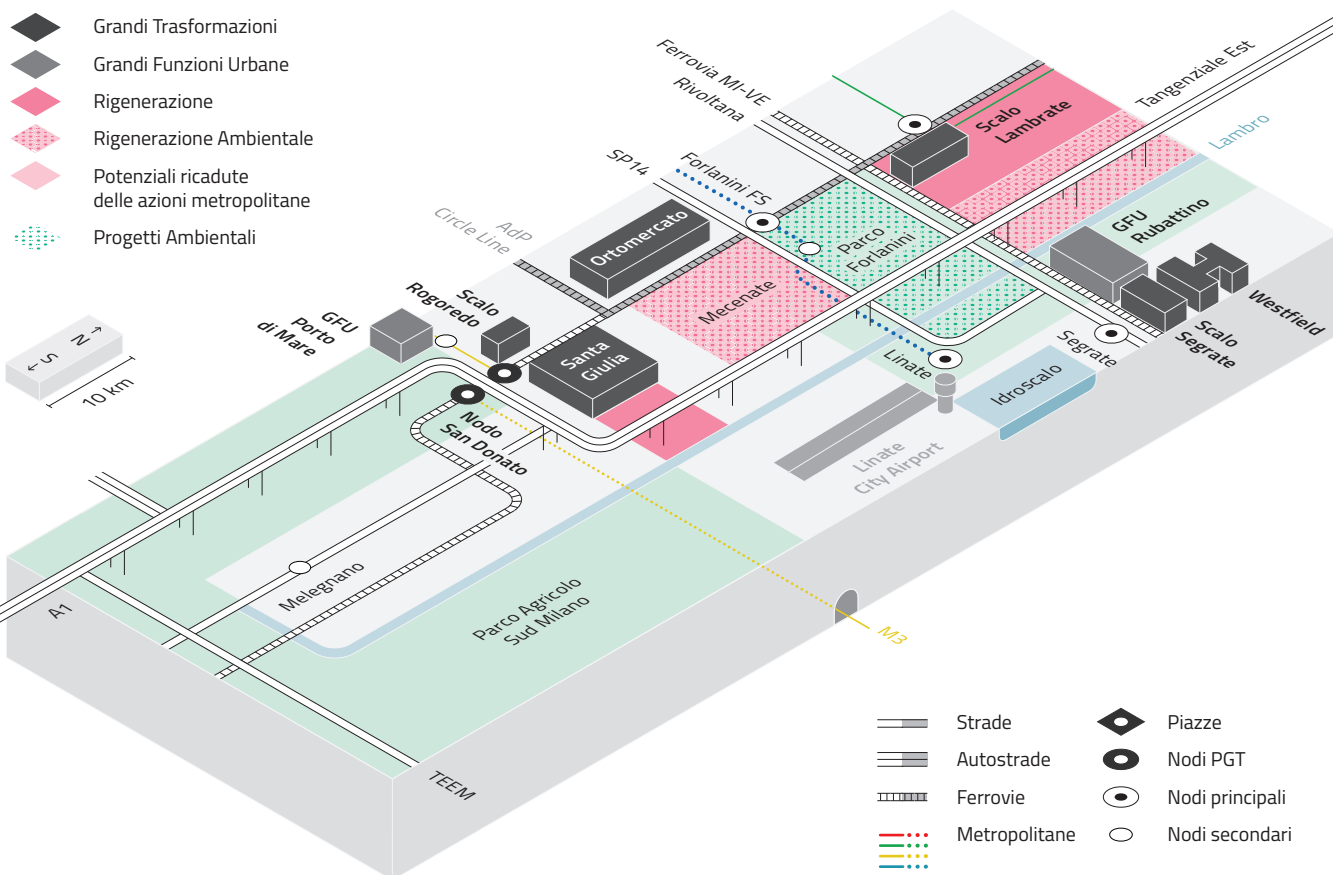 Grandi Trasformazioni
Grandi Funzioni Urbane
Rigenerazione
Rigenerazione Ambientale
Potenziali ricadute
delle azioni metropolitane
Progetti Ambientali
Ferrovia MI-VE
Rivoltana
SP14
Forlanini FS
AdP
Circle Line
Tangenziale Est
Lambro
Scalo
Lambrate
Ortomercato
Parco
Forlanini
GFU
Rubattino
Mecenate
Westfield
Scalo
Segrate
Segrate
Scalo
Rogoredo
GFU
Porto
di Mare
Santa
Giulia
Linate
Idroscalo
Linate
City Airport
Nodo
San Donato
N
S
10 km
Melegnano
Parco Agricolo
Sud Milano
M3
A1
TEEM
Strade
Autostrade
Ferrovie
Metropolitane
Piazze
Nodi PGT
Nodi principali
Nodi secondari